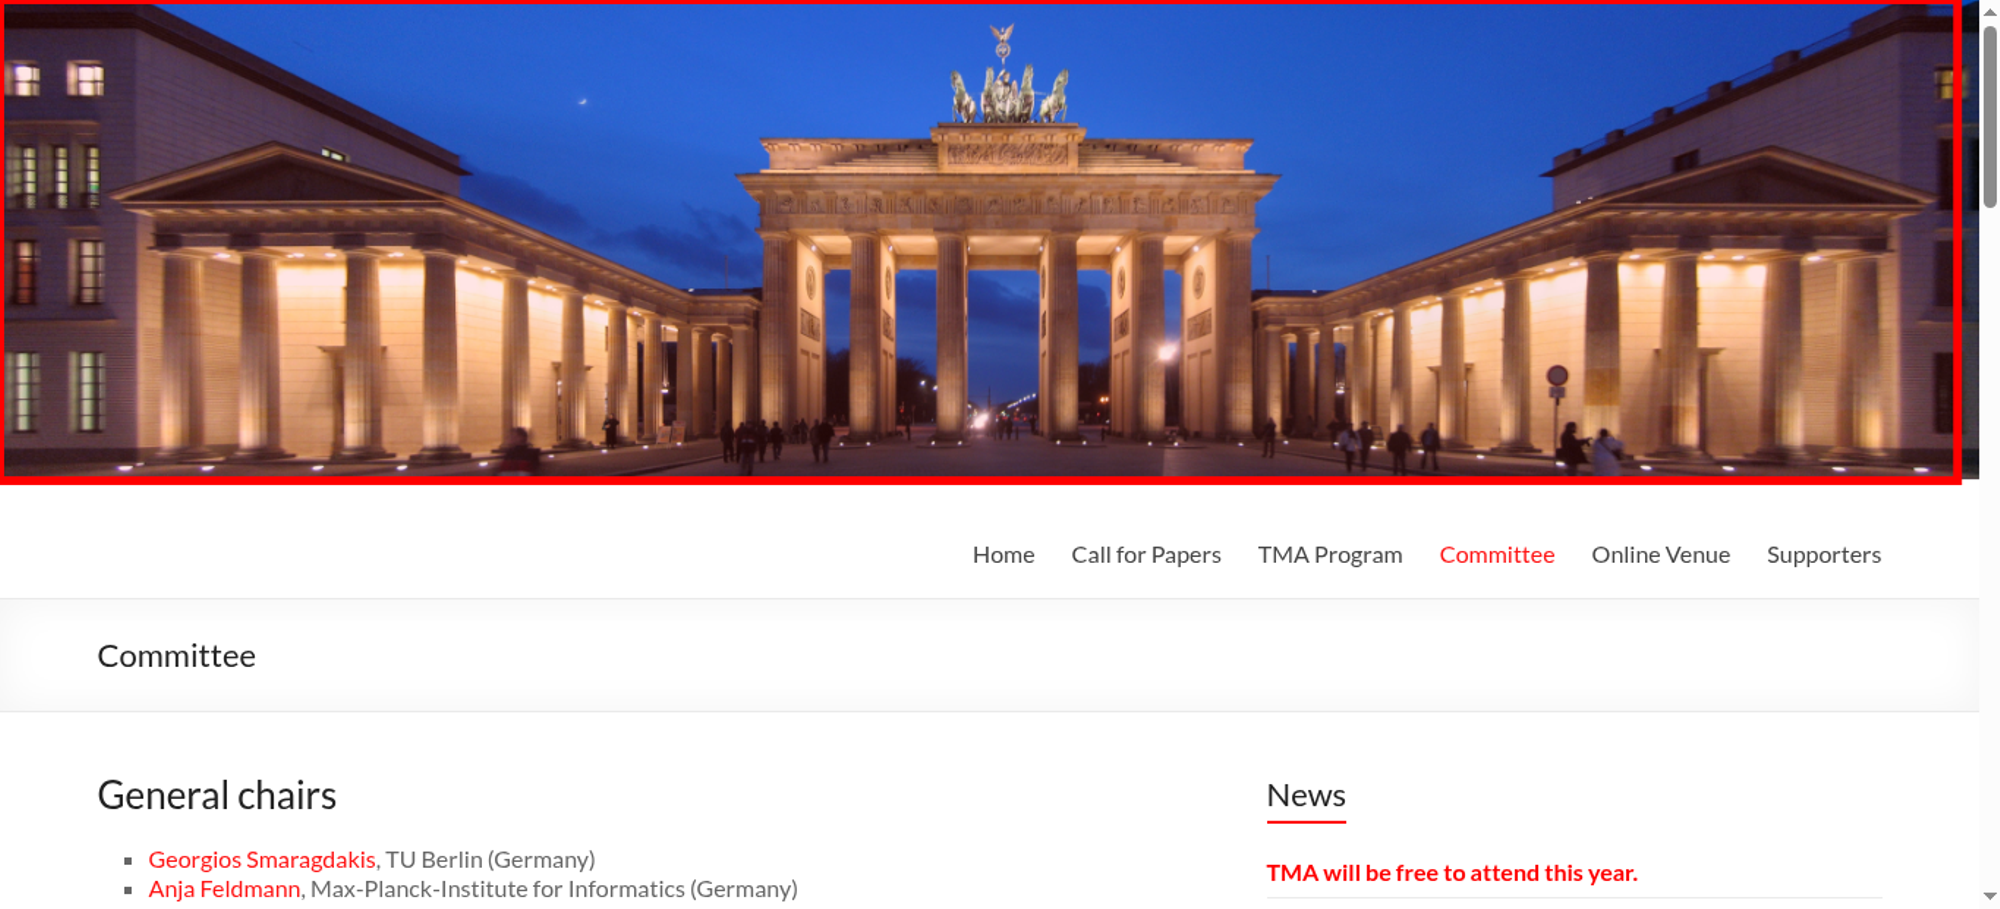 Home Call for Papers TMA Program Committee Online Venue Supporters
Committee
General chairs
Georgios Smaragdakis, TU Berlin (Germany)
Anja Feldmann, Max-Planck-Institute for Informatics (Germany)
News
TMA will be free to attend this year.